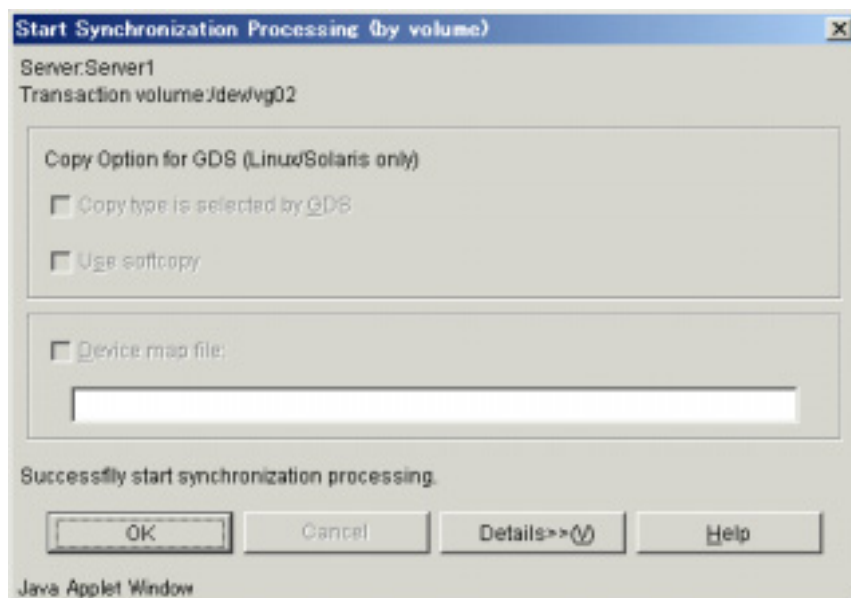 Start Synchronization Processing (by volume)
Server:Server1
Transaction volume:/dev/vg02
Copy Option for GDS (Linux/Solaris only)
Copy type is selected by GDS
Use softcopy
Device map file:
Successflly start synchronization processing.
OK Cancel Details>>(V) Help
Java Applet Window